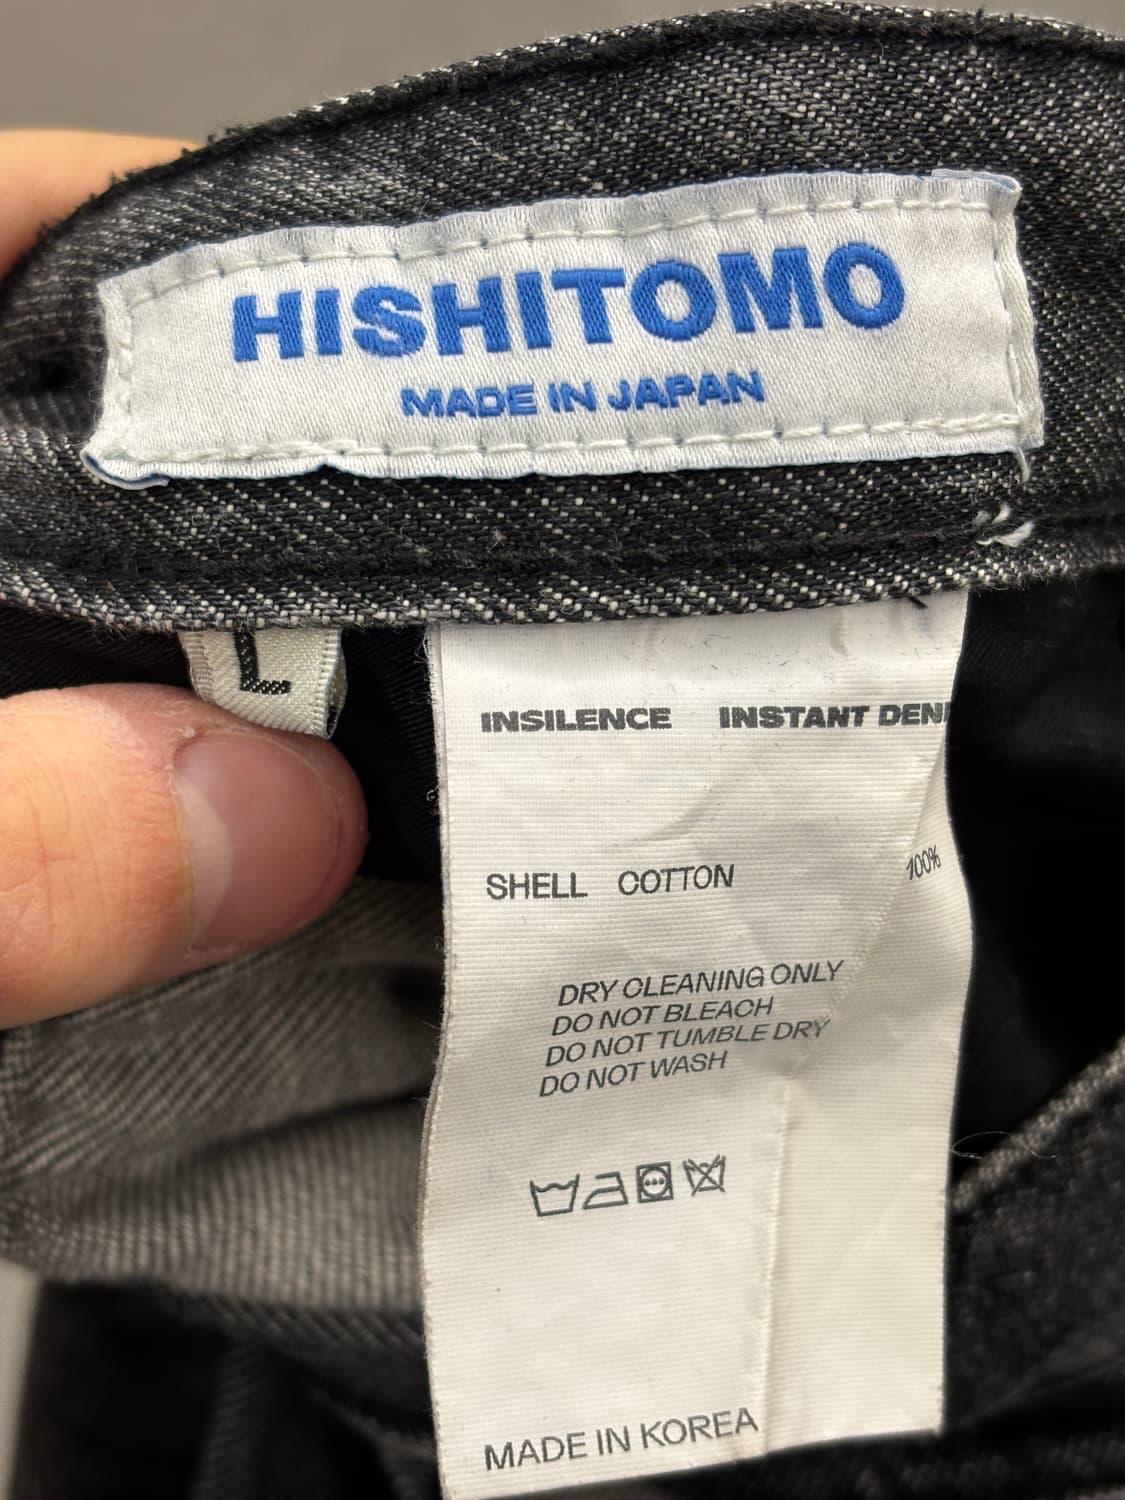 HISHITOMO
MADE IN JAPAN
L
INSILENCE INSTANT
SHELL COTTON 100%
DRY CLEANING ONLY
DO NOT BLEACH
DO NOT TUMBLE DRY
DO NOT WASH
MADE IN KOREA